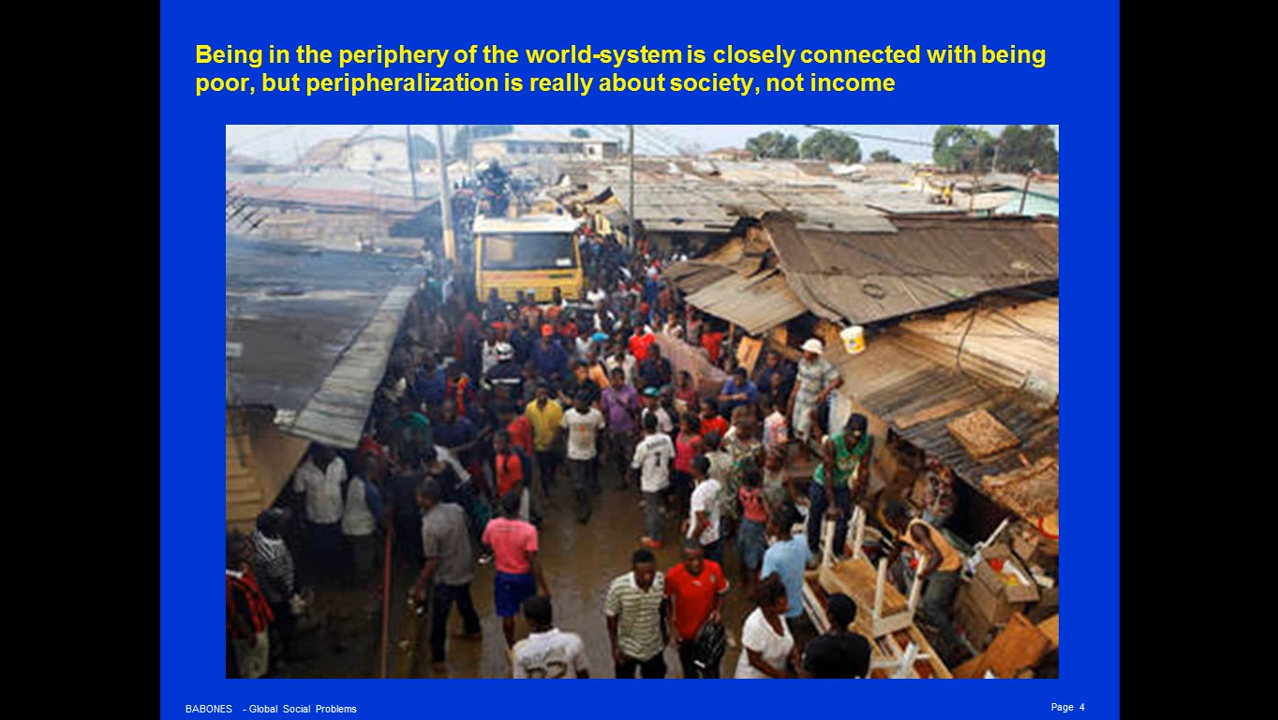 Being in the periphery of the world-system is closely connected with being
poor, but peripheralization is really about society, not income
1
BABONES - Global Social Problems
Page 4